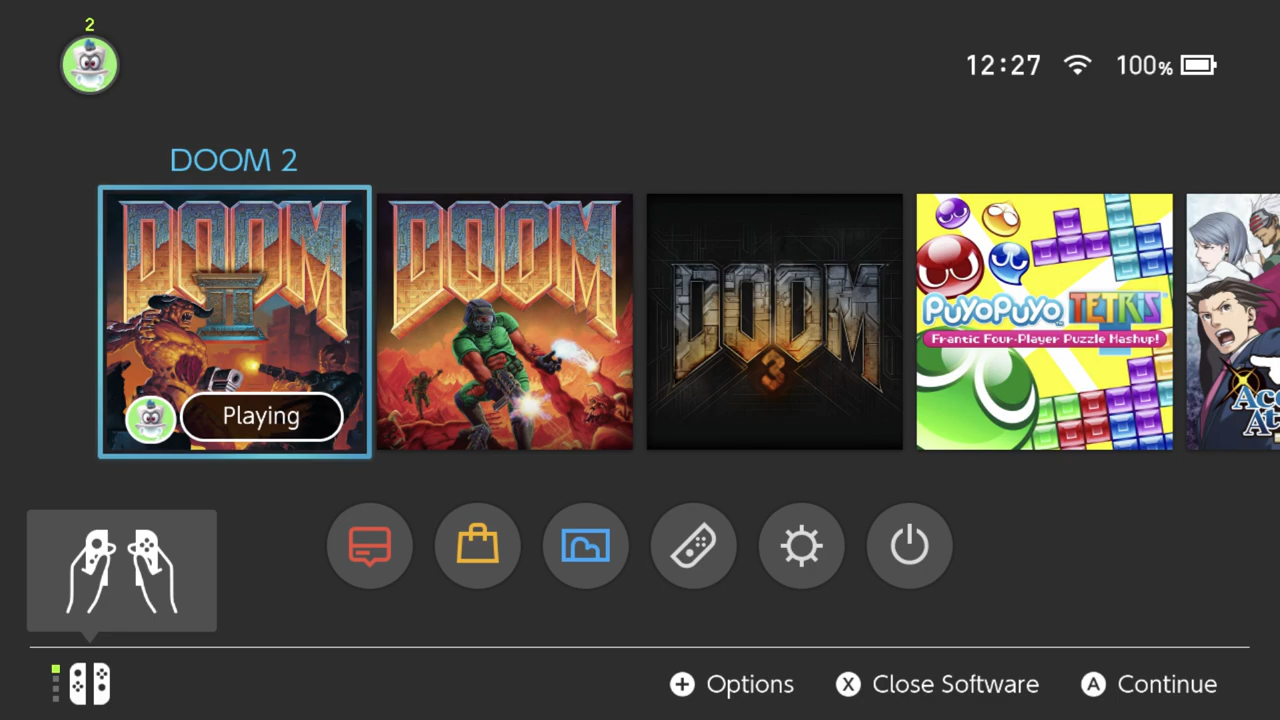 2
12:27 100%
DOOM 2
DOOM
II
Playing
DOOM
DOOM
3
PUYOPUYO TETRIS
Frantic Four-Player Puzzle Mashup!
+ Options X Close Software A Continue